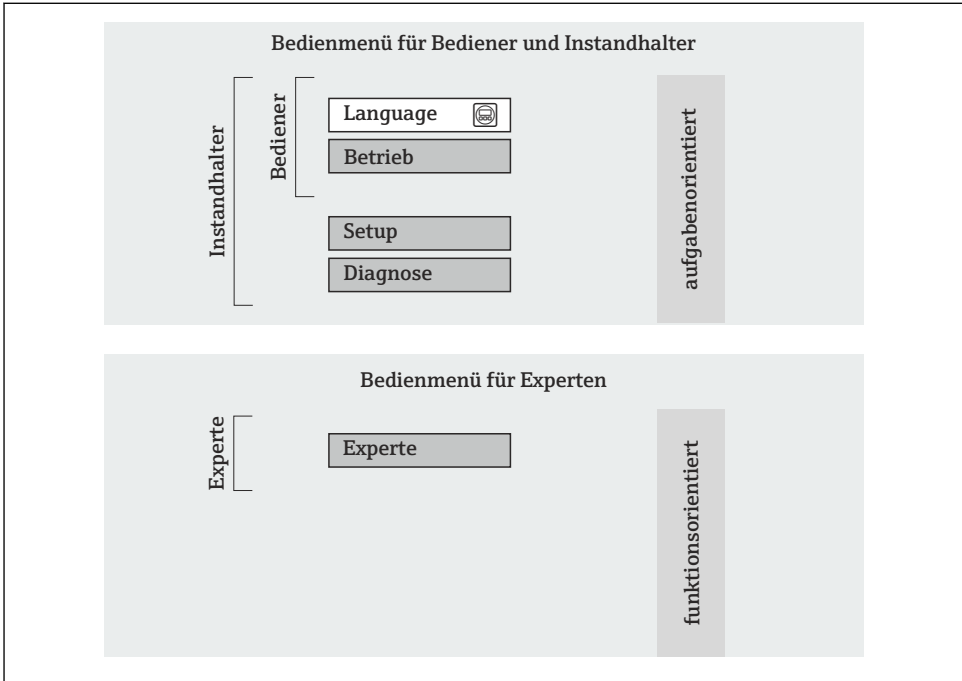 Bedienmenü für Bediener und Instandhalter
Instandhalter
Bediener
Language
Betrieb
Setup
Diagnose
aufgabenorientiert
Bedienmenü für Experten
Experte
Experte
funktionsorientiert